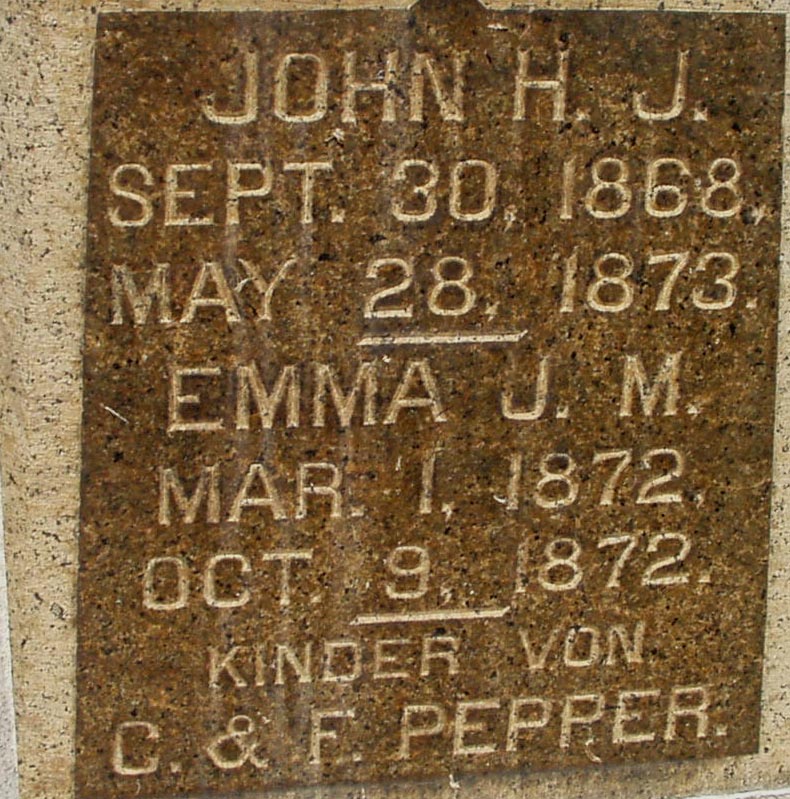 JOHN H. J.
SEPT. 30, 1868,
MAY 28, 1873.
EMMA J. M.
MAR. 1, 1872,
OCT. 9, 1872.
KINDER VON
C. & F. PEPPER.